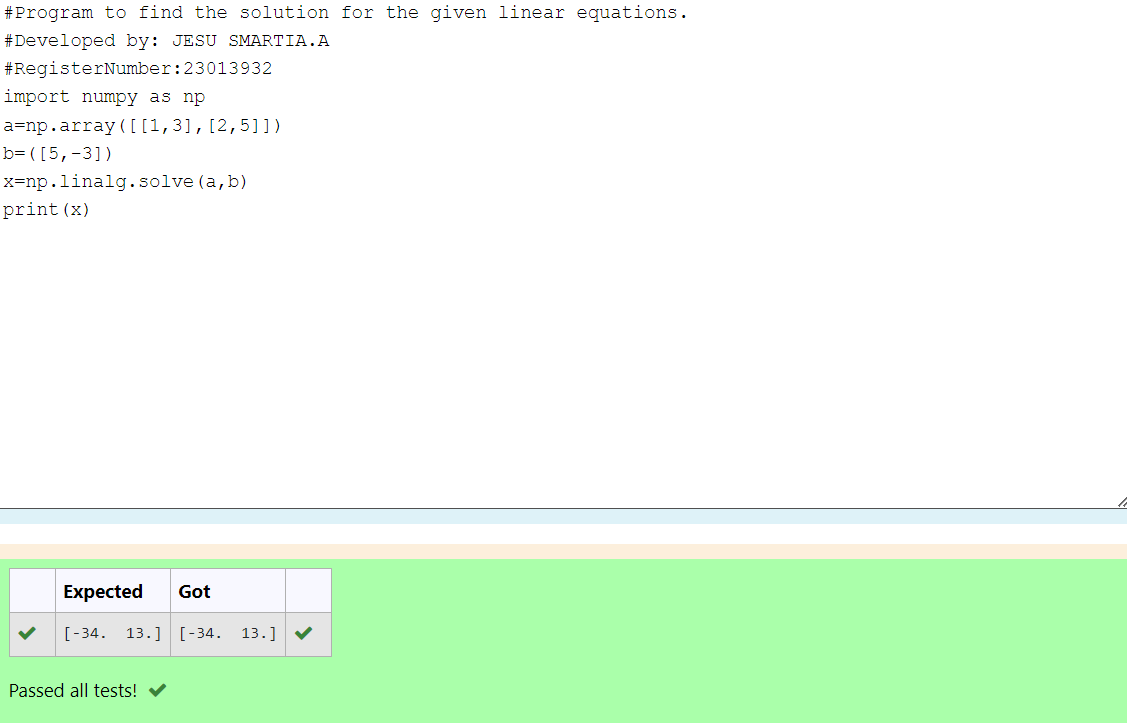 #Program to find the solution for the given linear equations.
#Developed by: JESU SMARTIA.A
#RegisterNumber:23013932
import numpy as np
a=np.array([[1,3],[2,5]])
b=([5,-3])
x=np.linalg.solve(a,b)
print(x)
Expected Got
[-34.  13.] [-34.  13.]
Passed all tests!